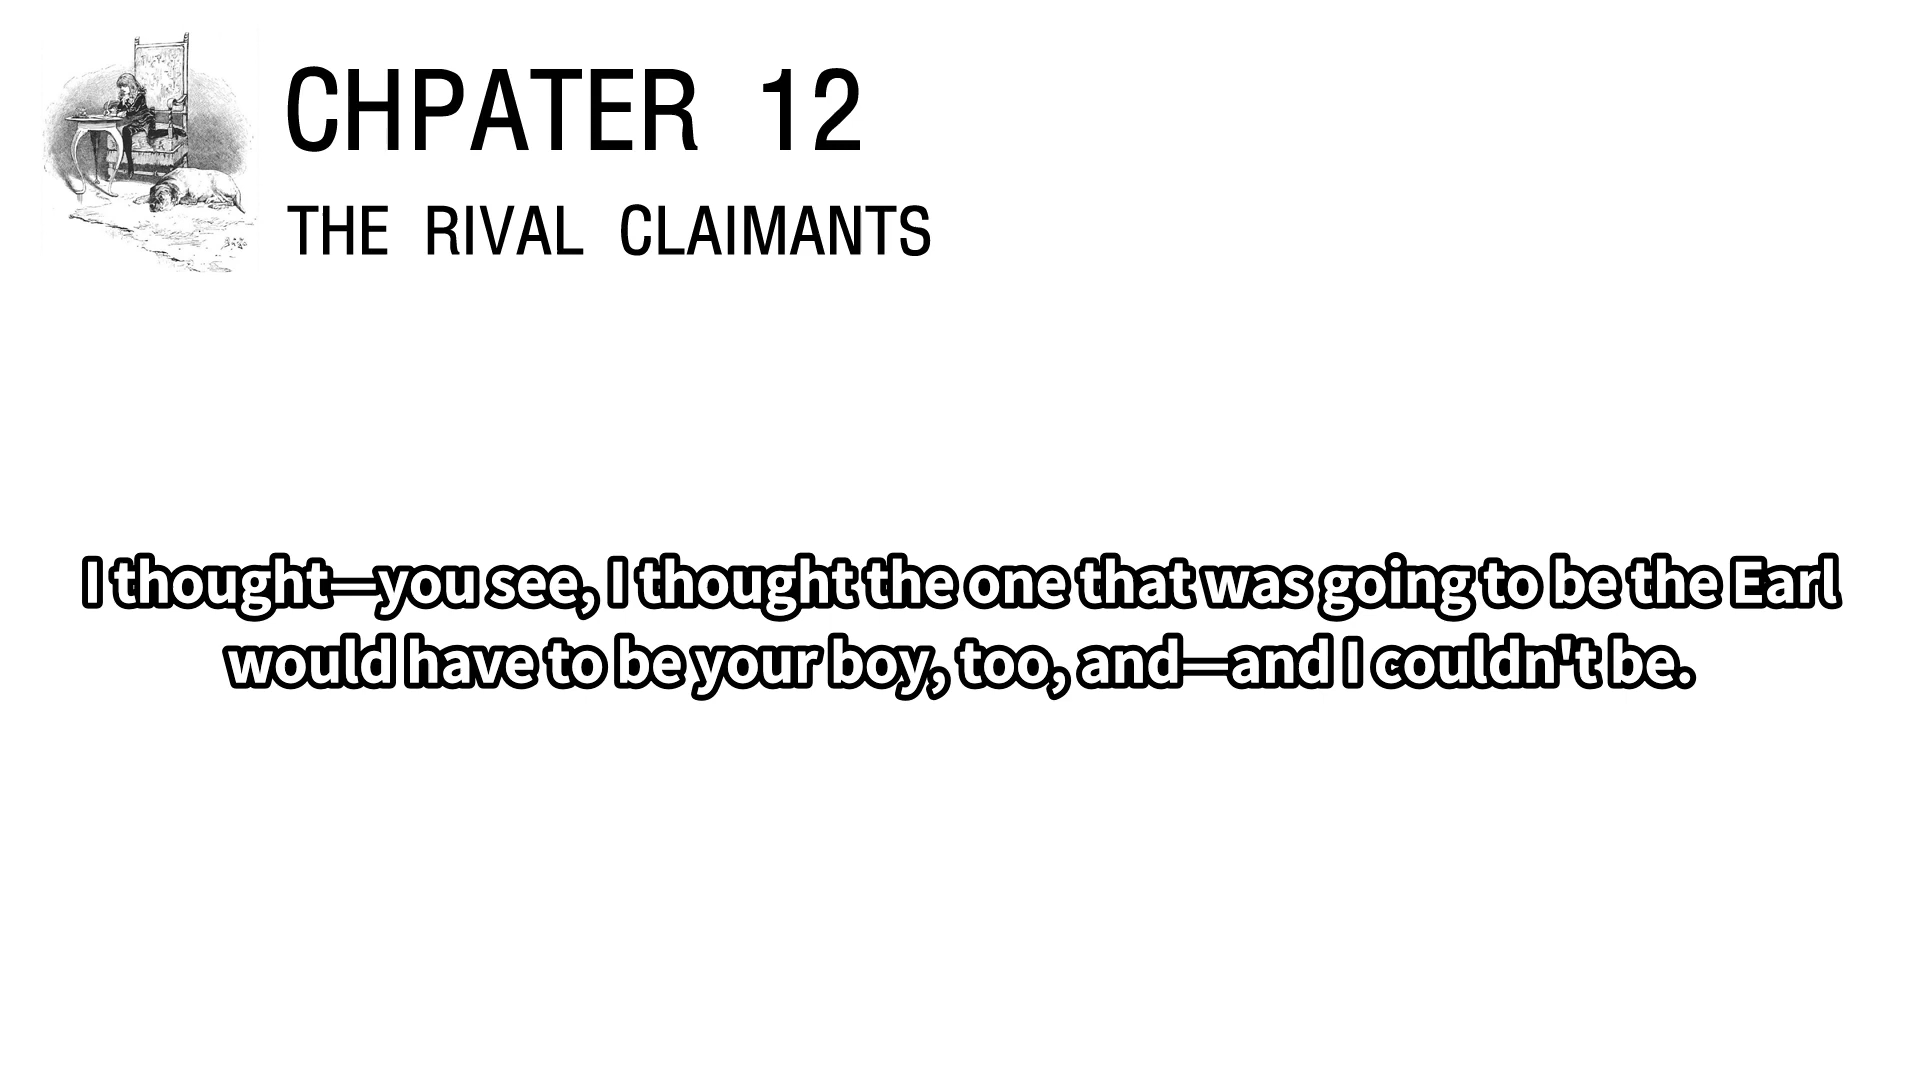 CHPATER 12
THE RIVAL CLAIMANTS
I thought—you see, I thought the one that was going to be the Earl
would have to be your boy, too, and—and I couldn't be.